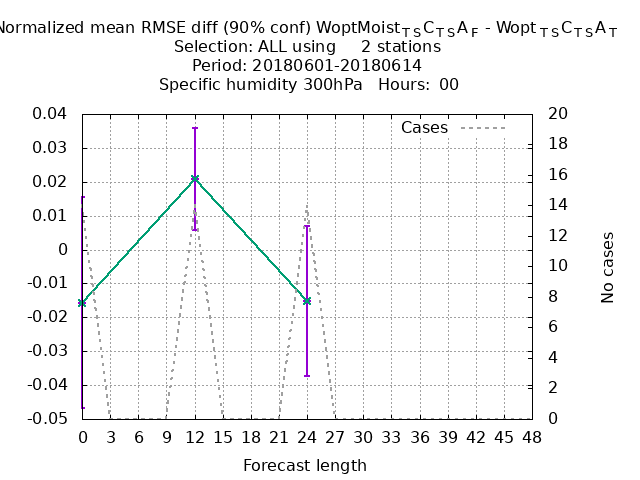 Normalized mean RMSE diff (90% conf) WoptMoist_TSC_TSA_F - Wopt_TSC_TSA_T
Selection: ALL using 2 stations
Period: 20180601-20180614
Specific humidity 300hPa Hours: 00
Cases
0.04
0.03
0.02
0.01
0
-0.01
-0.02
-0.03
-0.04
-0.05
20
18
16
14
12
10
8
6
4
2
0
No cases
0 3 6 9 12 15 18 21 24 27 30 33 36 39 42 45 48
Forecast length